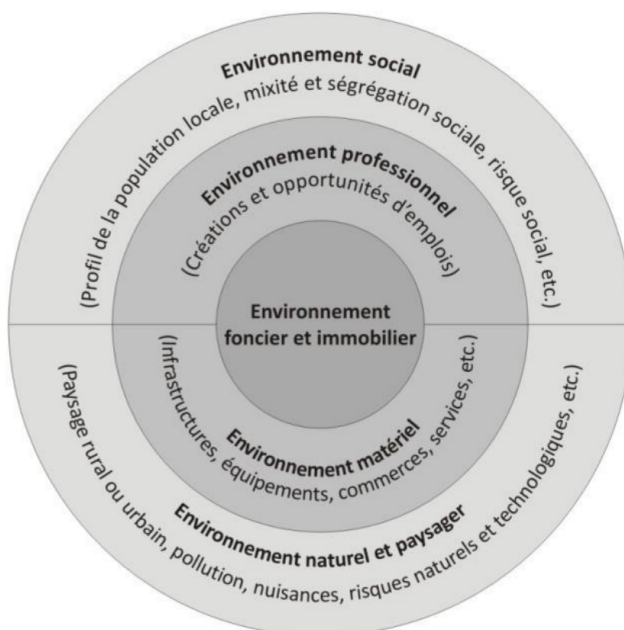 Environnement social
(Profil de la population locale, mixité et ségrégation sociale, risque social, etc.)
Environnement professionnel
(Créations et opportunités d'emplois)
Environnement
foncier et immobilier
(Infrastructures, équipements, commerces, services, etc.)
Environnement matériel
(Paysage rural ou urbain, pollution, nuisances, risques naturels et technologiques, etc.)
Environnement naturel et paysager